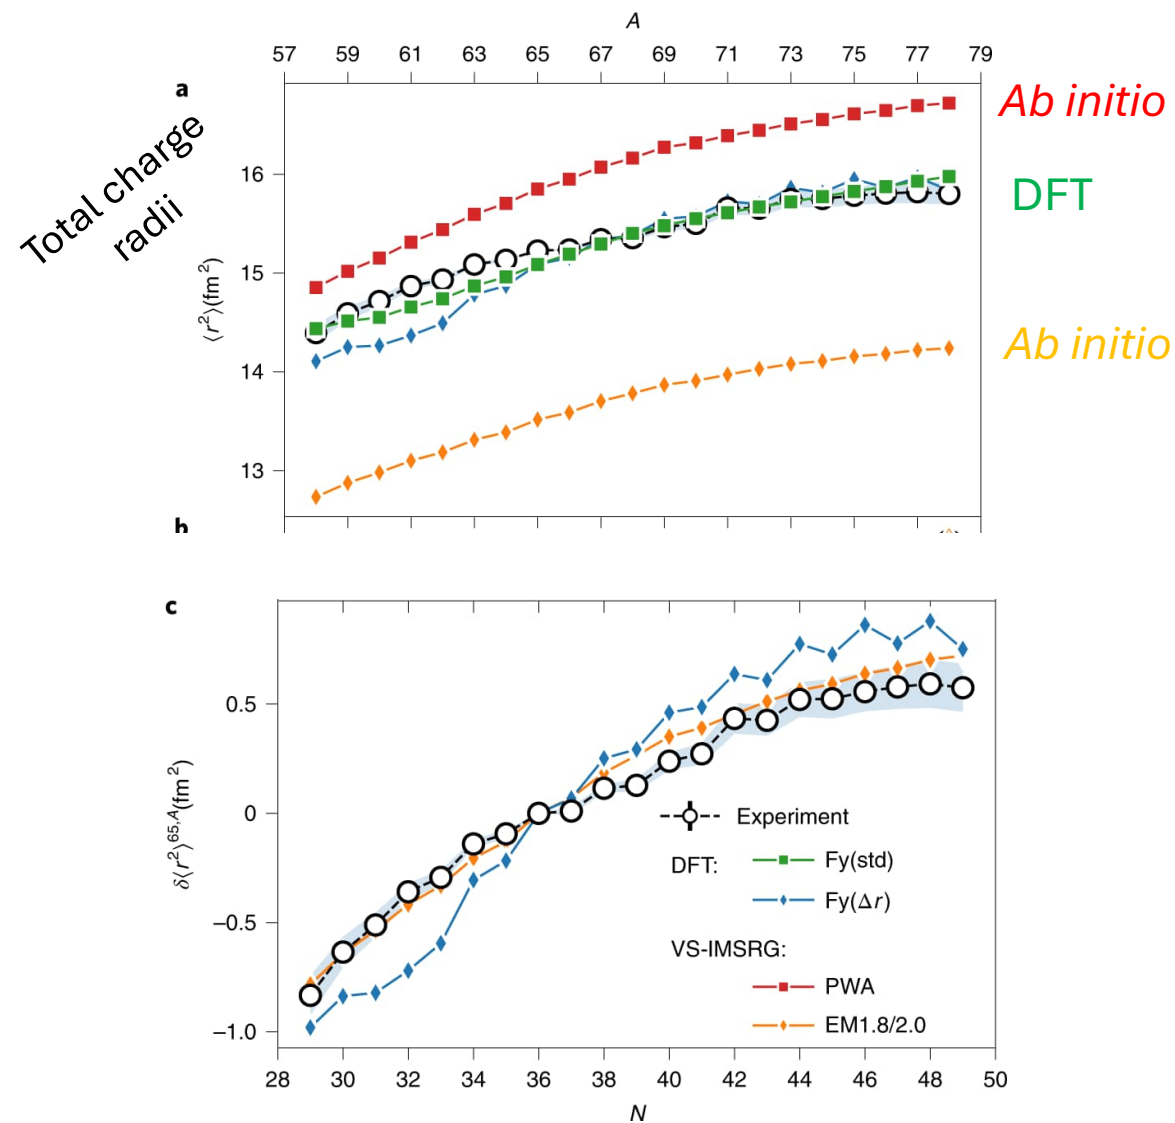 A
57 59 61 63 65 67 69 71 73 75 77 79
a
Ab initio
Total charge
radii
16
DFT
15
⟨r²⟩(fm²)
Ab initio
14
13
b
c
0.5
δ⟨r²⟩⁶⁵,ᴬ(fm²)
0
Experiment
DFT: Fy(std)
Fy(Δr)
−0.5
VS-IMSRG:
PWA
EM1.8/2.0
−1.0
28 30 32 34 36 38 40 42 44 46 48 50
N